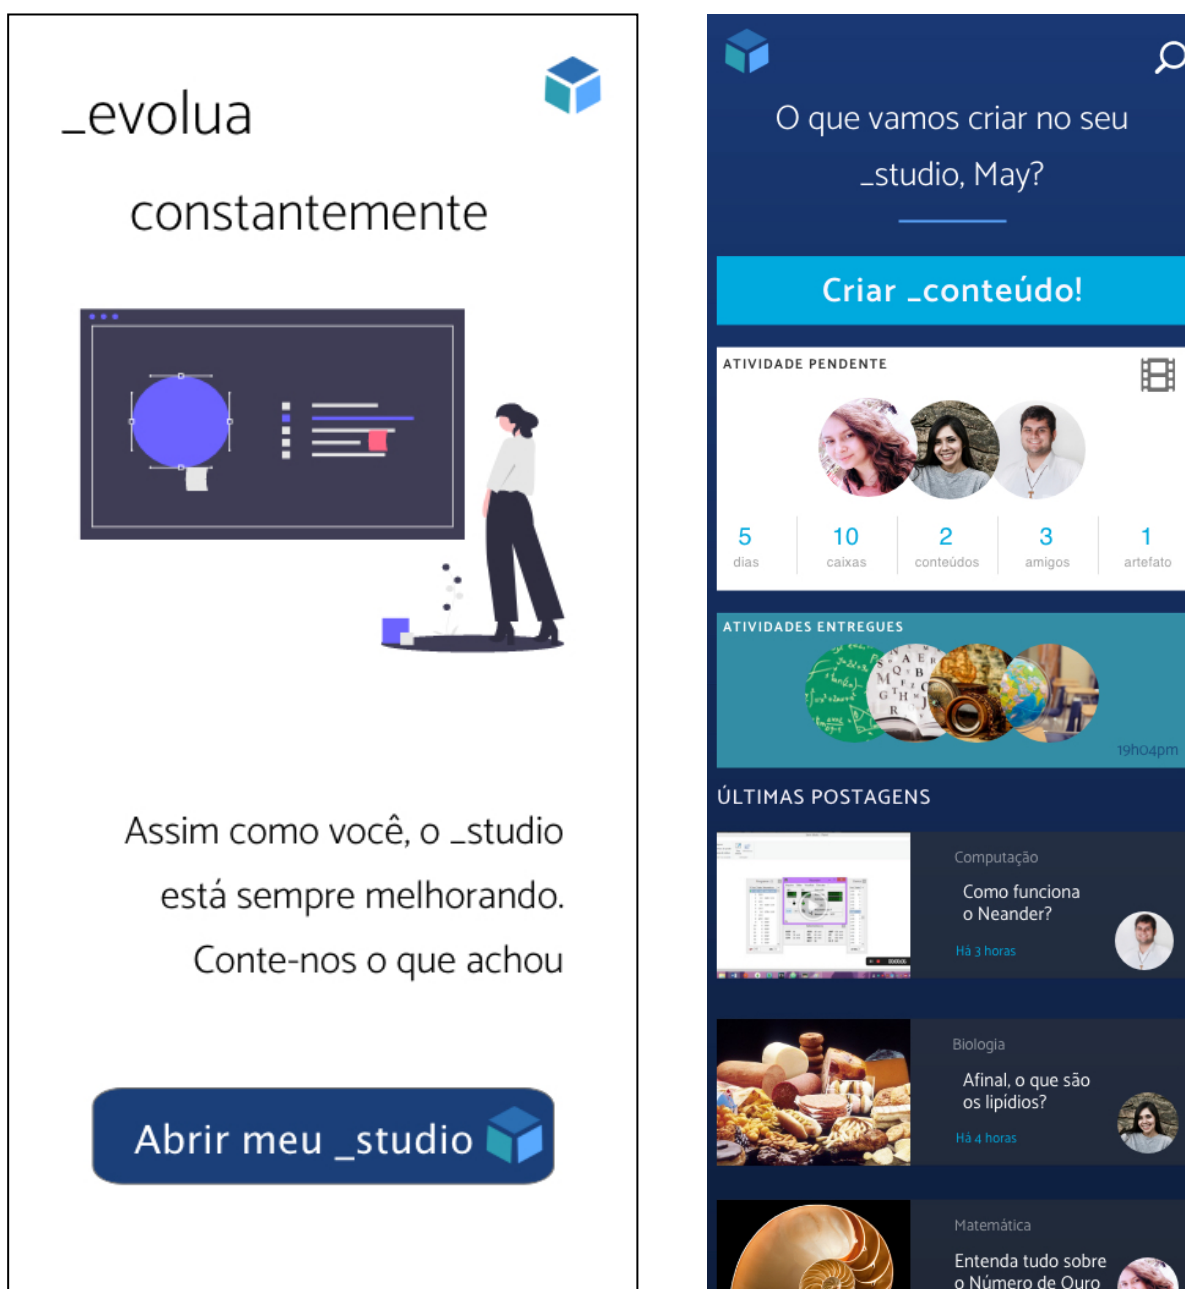 _evolua
constantemente
Assim como você, o _studio
está sempre melhorando.
Conte-nos o que achou
Abrir meu _studio
O que vamos criar no seu
_studio, May?
Criar _conteúdo!
ATIVIDADE PENDENTE
5 10 2 3 1
dias caixas conteúdos amigos artefato
ATIVIDADES ENTREGUES
19h04pm
ÚLTIMAS POSTAGENS
Computação
Como funciona
o Neander?
Há 3 horas
Biologia
Afinal, o que são
os lipídios?
Há 4 horas
Matemática
Entenda tudo sobre
o Número de Ouro